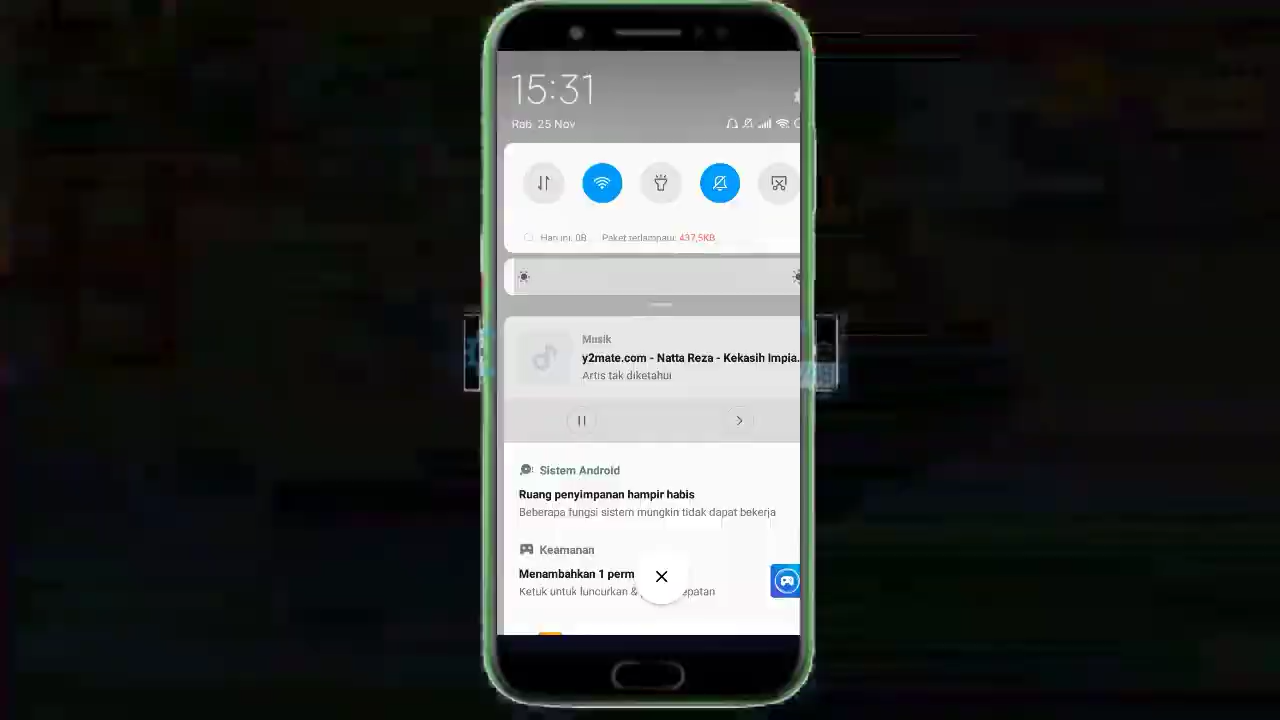 15:31
Rab, 25 Nov
Hari ini: 0B Paket terlampaui: 437,5KB
Musik
y2mate.com - Natta Reza - Kekasih Impia.
Artis tak diketahui
Sistem Android
Ruang penyimpanan hampir habis
Beberapa fungsi sistem mungkin tidak dapat bekerja
Keamanan
Menambahkan 1 perm
Ketuk untuk luncurkan & epatan